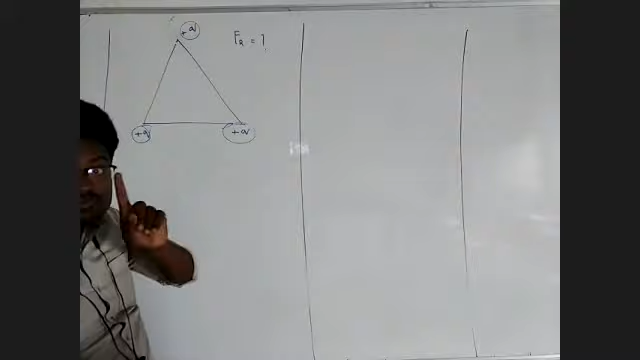 +q
F_R = ?
+q
+q